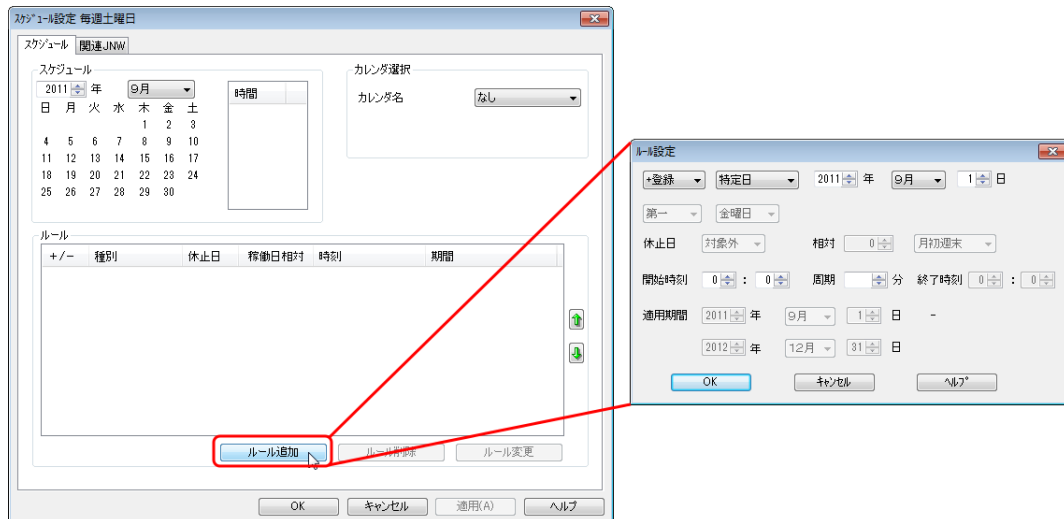 スケジュール設定 毎週土曜日
スケジュール 関連JNW
スケジュール
2011 年 9月
日 月 火 水 木 金 土
1 2 3
4 5 6 7 8 9 10
11 12 13 14 15 16 17
18 19 20 21 22 23 24
25 26 27 28 29 30
時間
カレンダ選択
カレンダ名 なし
ルール
+/- 種別 休止日 稼働日相対 時刻 期間
ルール追加 ルール削除 ルール変更
OK キャンセル 適用(A) ヘルプ
ルール設定
+登録 特定日 2011 年 9月 1 日
第一 金曜日
休止日 対象外 相対 0 月初週末
開始時刻 0 : 0 周期 分 終了時刻 0 : 0
適用期間 2011 年 9月 1 日 -
2012 年 12月 31 日
OK キャンセル ヘルプ